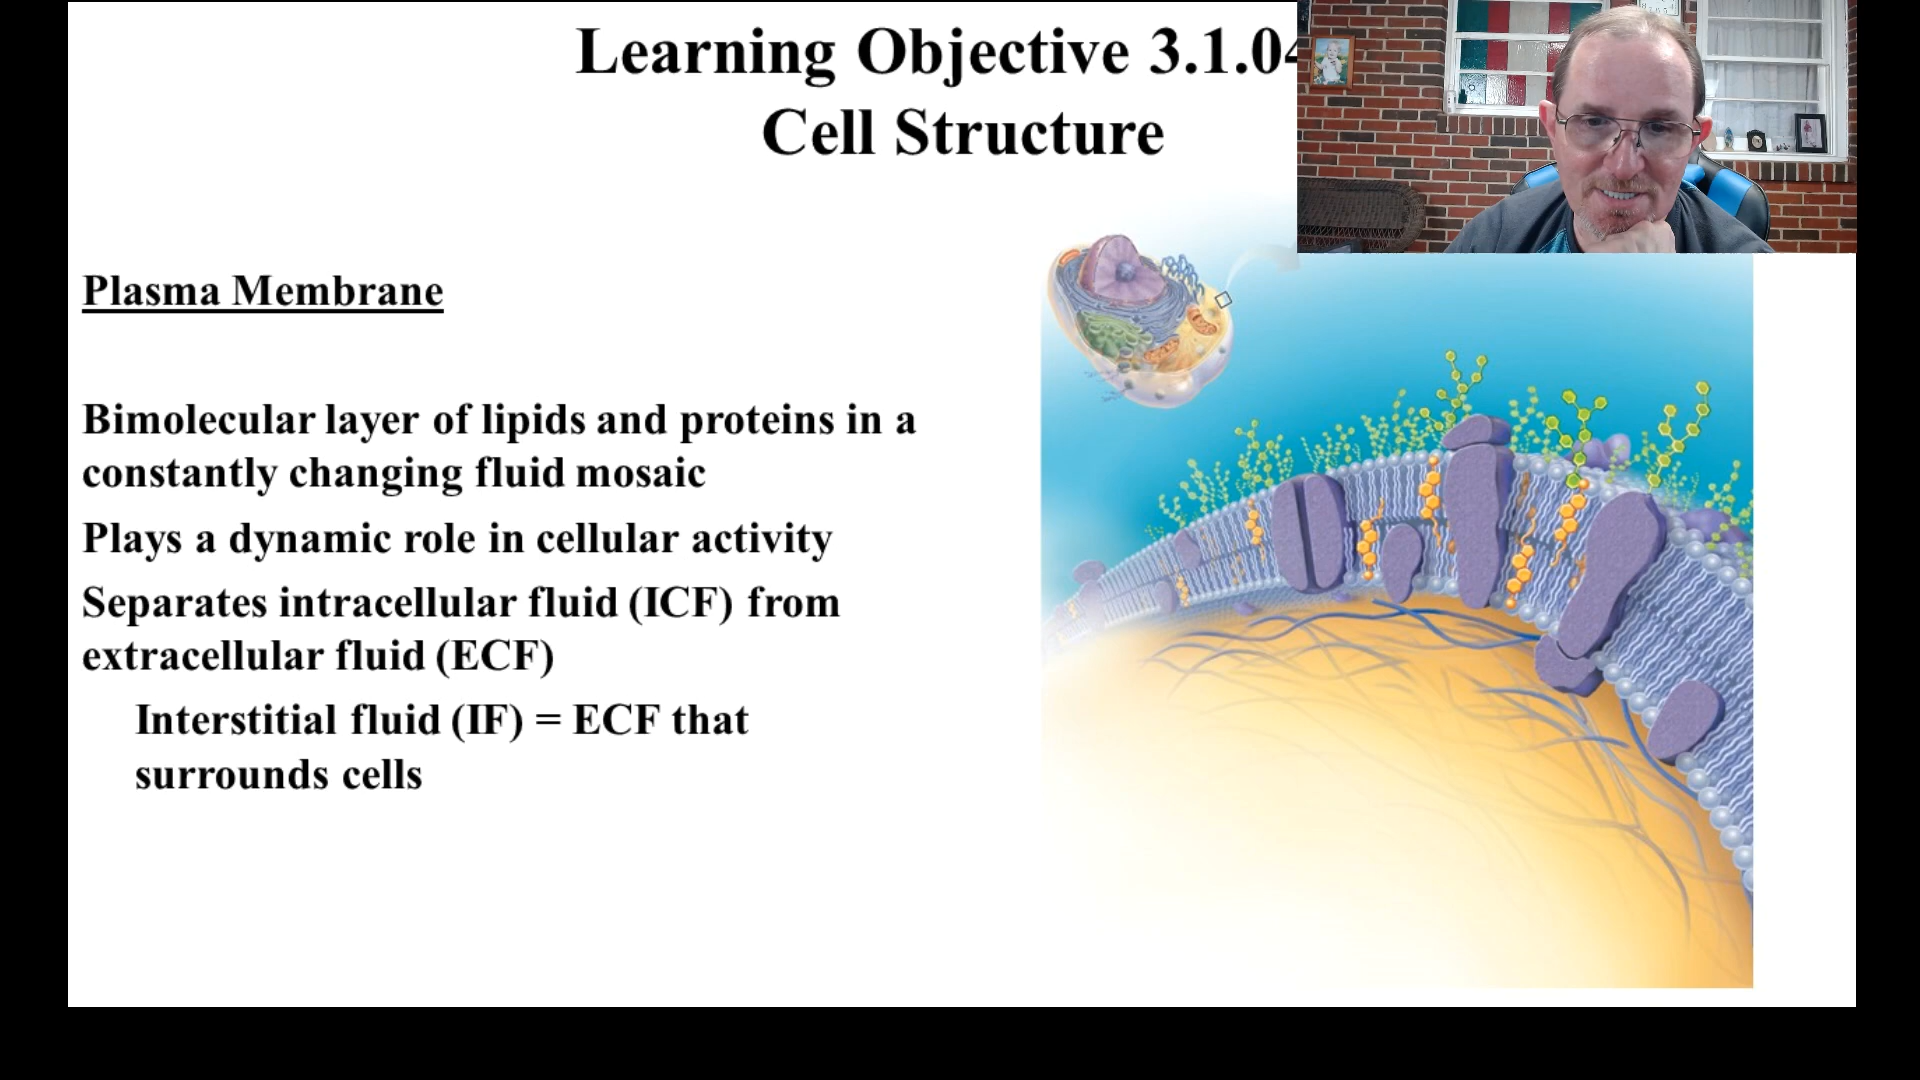 Learning Objective 3.1.04
Cell Structure
Plasma Membrane
Bimolecular layer of lipids and proteins in a
constantly changing fluid mosaic
Plays a dynamic role in cellular activity
Separates intracellular fluid (ICF) from
extracellular fluid (ECF)
Interstitial fluid (IF) = ECF that
surrounds cells